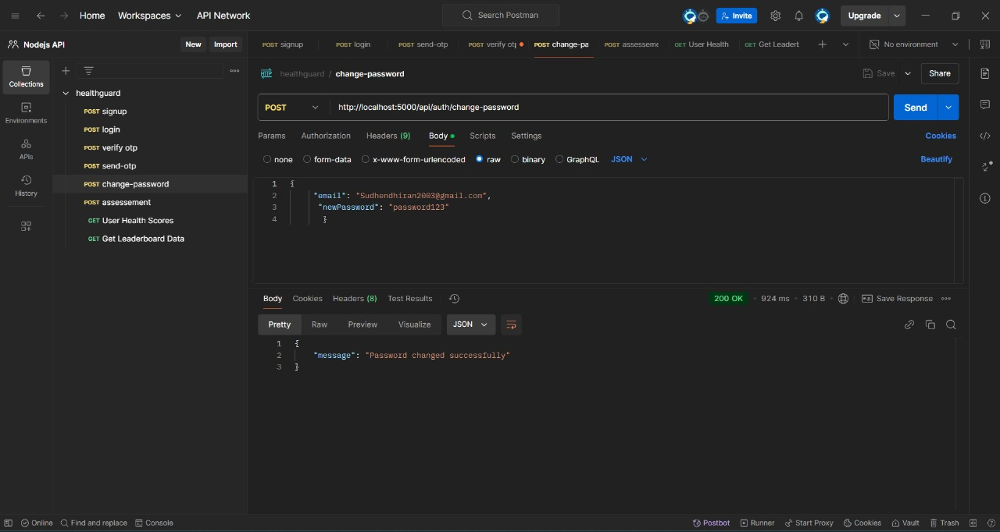 Home Workspaces API Network Search Postman Invite Upgrade
Nodejs API New Import POST signup POST login POST send-otp POST verify otp POST change-pa POST assesseme GET User Health GET Get Leadert No environment
Collections
Environments
APIs
History
healthguard
POST signup
POST login
POST verify otp
POST send-otp
POST change-password
POST assessement
GET User Health Scores
GET Get Leaderboard Data
HTTP healthguard / change-password Save Share
POST http://localhost:5000/api/auth/change-password Send
Params Authorization Headers (9) Body Scripts Settings Cookies
none form-data x-www-form-urlencoded raw binary GraphQL JSON Beautify
1 {
2 "email": "Sudhendhiran2003@gmail.com",
3 "newPassword": "password123"
4 }
Body Cookies Headers (8) Test Results 200 OK • 924 ms • 310 B Save Response
Pretty Raw Preview Visualize JSON
1 {
2 "message": "Password changed successfully"
3 }
Online Find and replace Console Postbot Runner Start Proxy Cookies Vault Trash